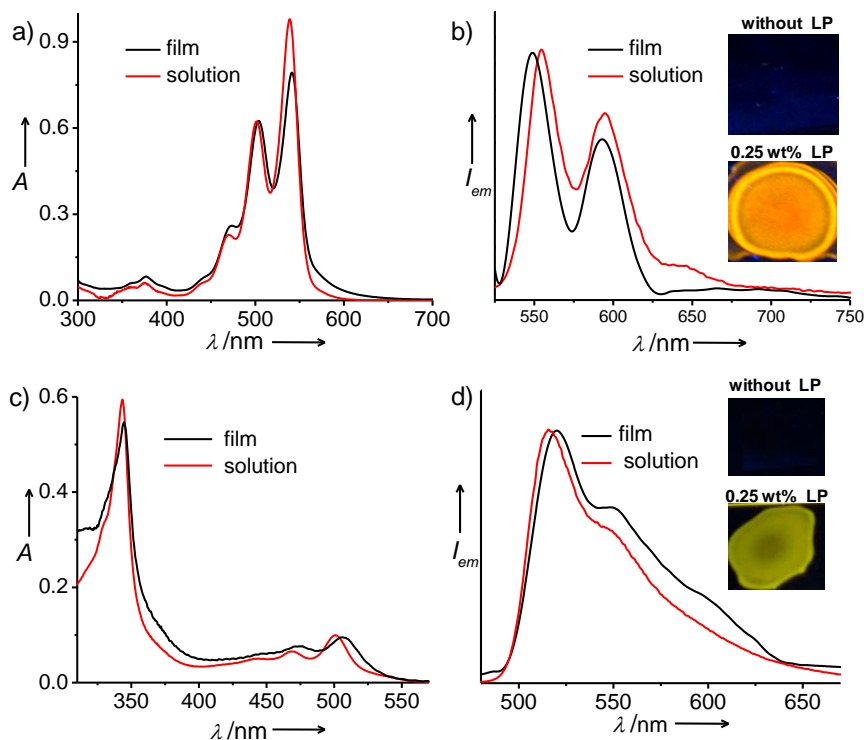 a)
0.9
0.6
0.3
0.0
A
film
solution
300 400 500 600 700
λ /nm
b)
I em
film
solution
without LP
0.25 wt% LP
550 600 650 700 750
λ /nm
c)
0.6
0.4
0.2
0.0
A
film
solution
350 400 450 500 550
λ /nm
d)
I em
film
solution
without LP
0.25 wt% LP
500 550 600 650
λ /nm